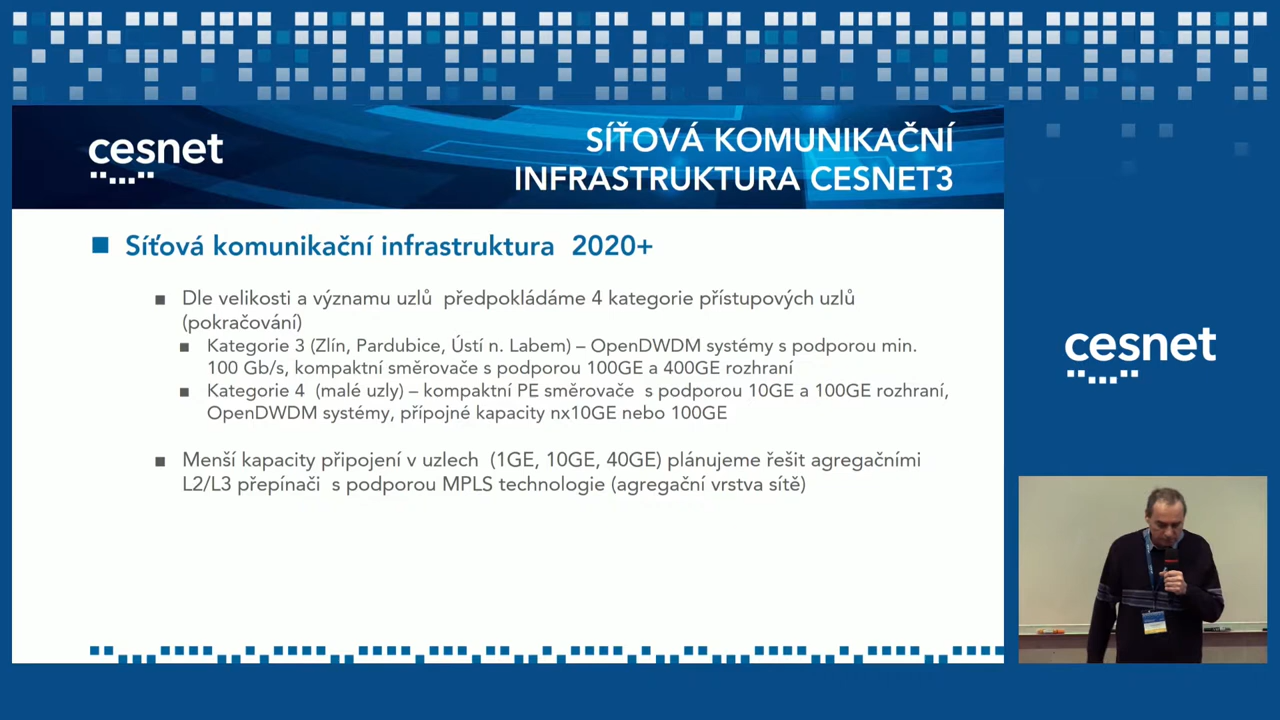 cesnet
SÍŤOVÁ KOMUNIKAČNÍ
INFRASTRUKTURA CESNET3
Síťová komunikační infrastruktura 2020+
Dle velikosti a významu uzlů předpokládáme 4 kategorie přístupových uzlů
(pokračování)
Kategorie 3 (Zlín, Pardubice, Ústí n. Labem) – OpenDWDM systémy s podporou min.
100 Gb/s, kompaktní směrovače s podporou 100GE a 400GE rozhraní
Kategorie 4 (malé uzly) – kompaktní PE směrovače s podporou 10GE a 100GE rozhraní,
OpenDWDM systémy, přípojné kapacity nx10GE nebo 100GE
Menší kapacity připojení v uzlech (1GE, 10GE, 40GE) plánujeme řešit agregačními
L2/L3 přepínači s podporou MPLS technologie (agregační vrstva sítě)
cesnet